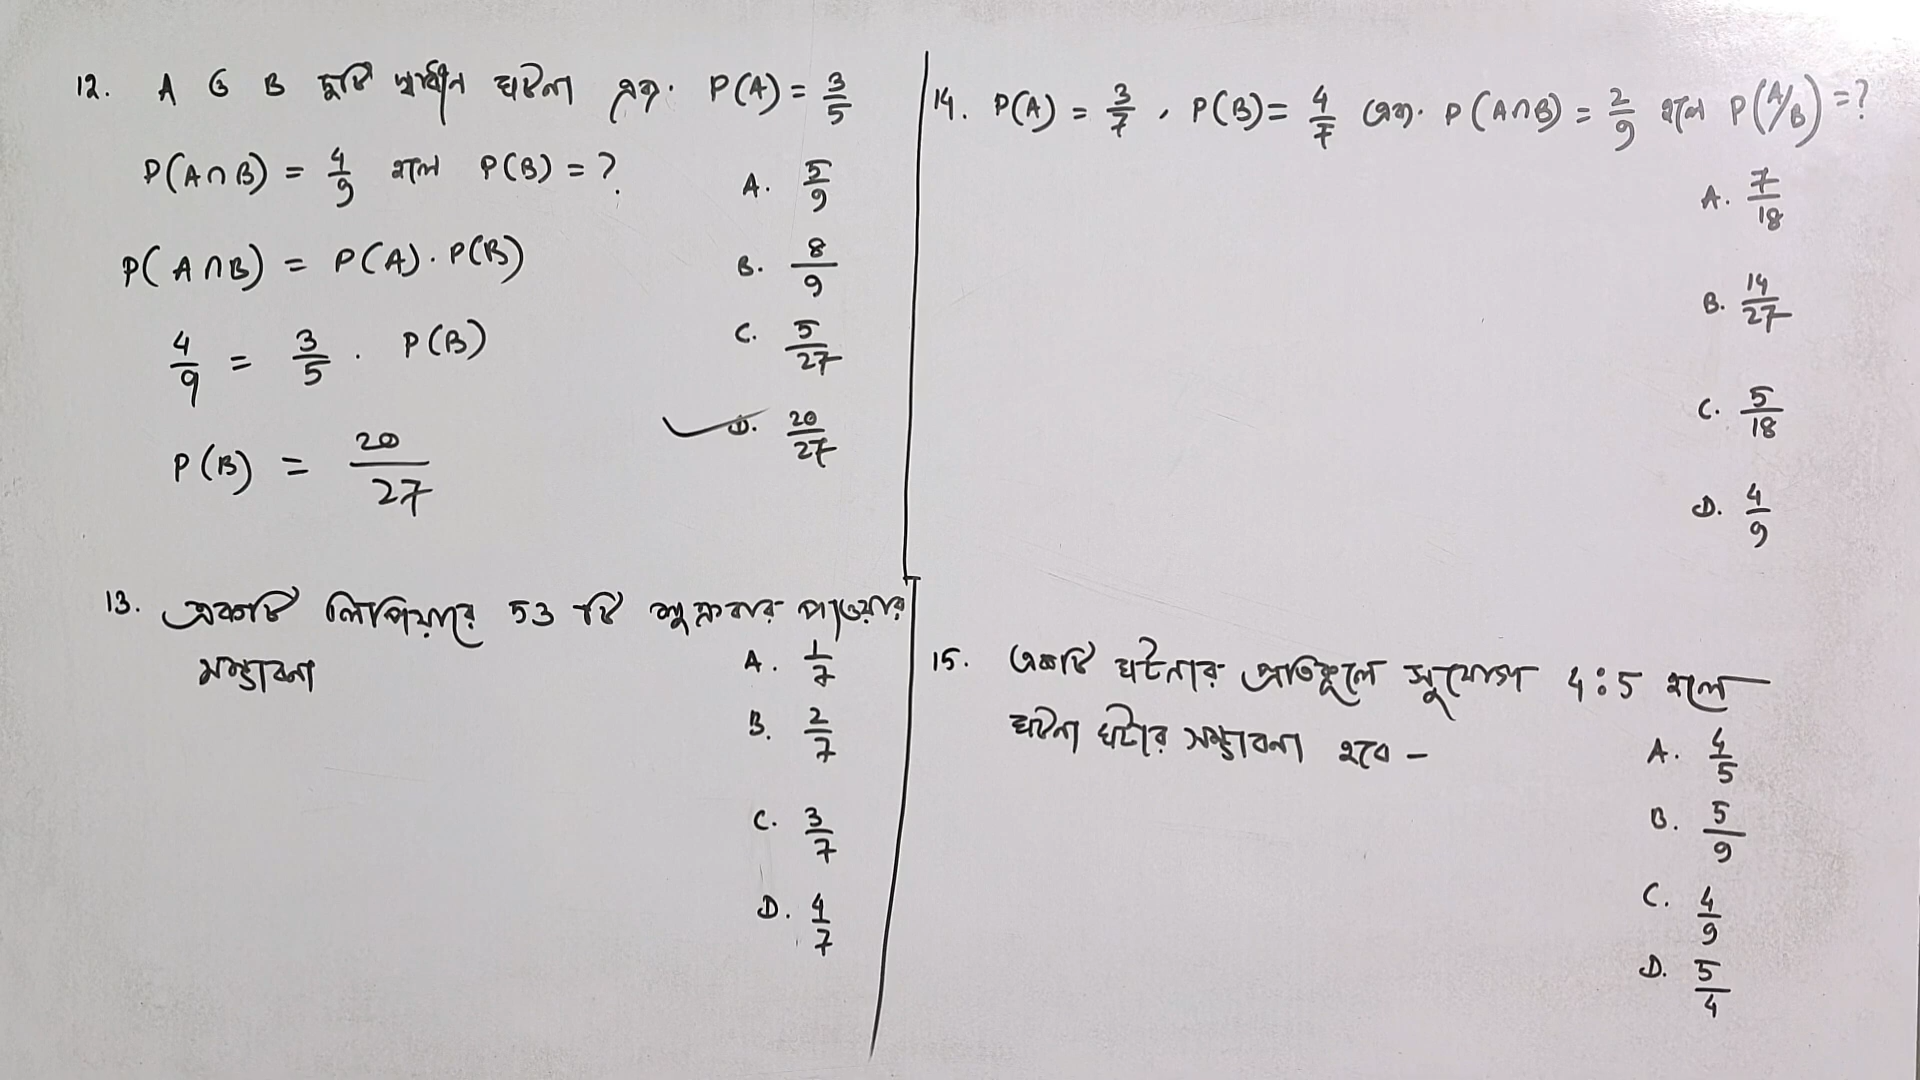 12. A ও B দুটি স্বাধীন ঘটনা এবং P(A) = 3/5
P(A∩B) = 4/9 হলে P(B) = ?
A. 5/9
P(A∩B) = P(A). P(B)
B. 8/9
4/9 = 3/5 . P(B)
C. 5/27
D. 20/27
P(B) = 20/27
13. একটি লিপিয়ারে 53 টি শুক্রবার পাওয়ার
সম্ভাবনা
A. 1/7
B. 2/7
C. 3/7
D. 4/7
14. P(A) = 3/7 , P(B) = 4/7 এবং P(A∩B) = 2/9 হলে P(A/B) = ?
A. 7/18
B. 14/27
C. 5/18
D. 4/9
15. একটি ঘটনার প্রতিকূলে সুযোগ 4:5 হলে
ঘটনা ঘটার সম্ভাবনা হবে –
A. 4/5
B. 5/9
C. 4/9
D. 5/4